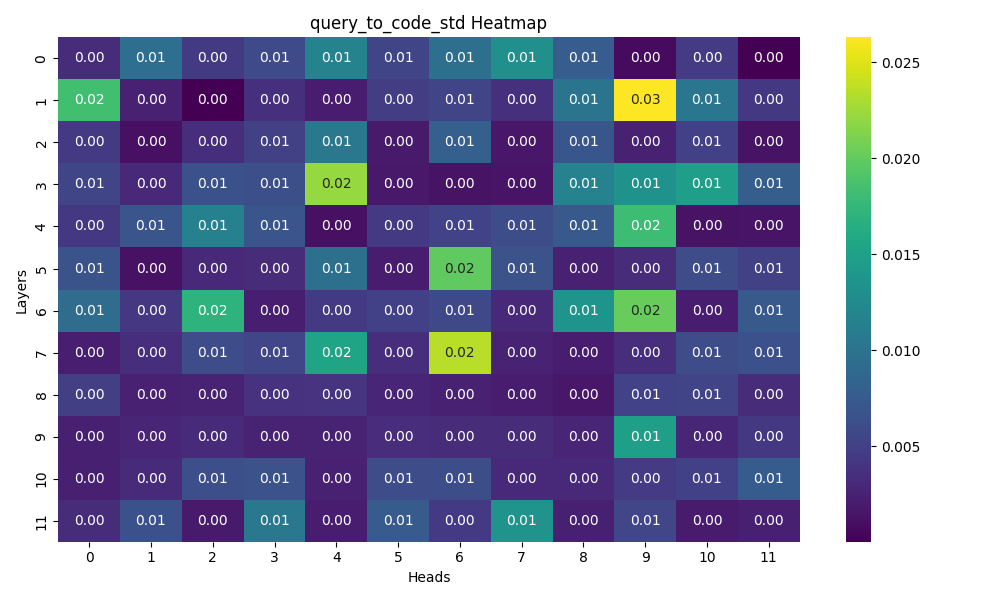 query_to_code_std Heatmap
0 0.00 0.01 0.00 0.01 0.01 0.01 0.01 0.01 0.01 0.00 0.00 0.00
1 0.02 0.00 0.00 0.00 0.00 0.00 0.01 0.00 0.01 0.03 0.01 0.00
2 0.00 0.00 0.00 0.01 0.01 0.00 0.01 0.00 0.01 0.00 0.01 0.00
3 0.01 0.00 0.01 0.01 0.02 0.00 0.00 0.00 0.01 0.01 0.01 0.01
4 0.00 0.01 0.01 0.01 0.00 0.00 0.01 0.01 0.01 0.02 0.00 0.00
5 0.01 0.00 0.00 0.00 0.01 0.00 0.02 0.01 0.00 0.00 0.01 0.01
6 0.01 0.00 0.02 0.00 0.00 0.00 0.01 0.00 0.01 0.02 0.00 0.01
7 0.00 0.00 0.01 0.01 0.02 0.00 0.02 0.00 0.00 0.00 0.01 0.01
8 0.00 0.00 0.00 0.00 0.00 0.00 0.00 0.00 0.00 0.01 0.01 0.00
9 0.00 0.00 0.00 0.00 0.00 0.00 0.00 0.00 0.00 0.01 0.00 0.00
10 0.00 0.00 0.01 0.01 0.00 0.01 0.01 0.00 0.00 0.00 0.01 0.01
11 0.00 0.01 0.00 0.01 0.00 0.01 0.00 0.01 0.00 0.01 0.00 0.00
0 1 2 3 4 5 6 7 8 9 10 11
Heads
Layers
0.025
0.020
0.015
0.010
0.005